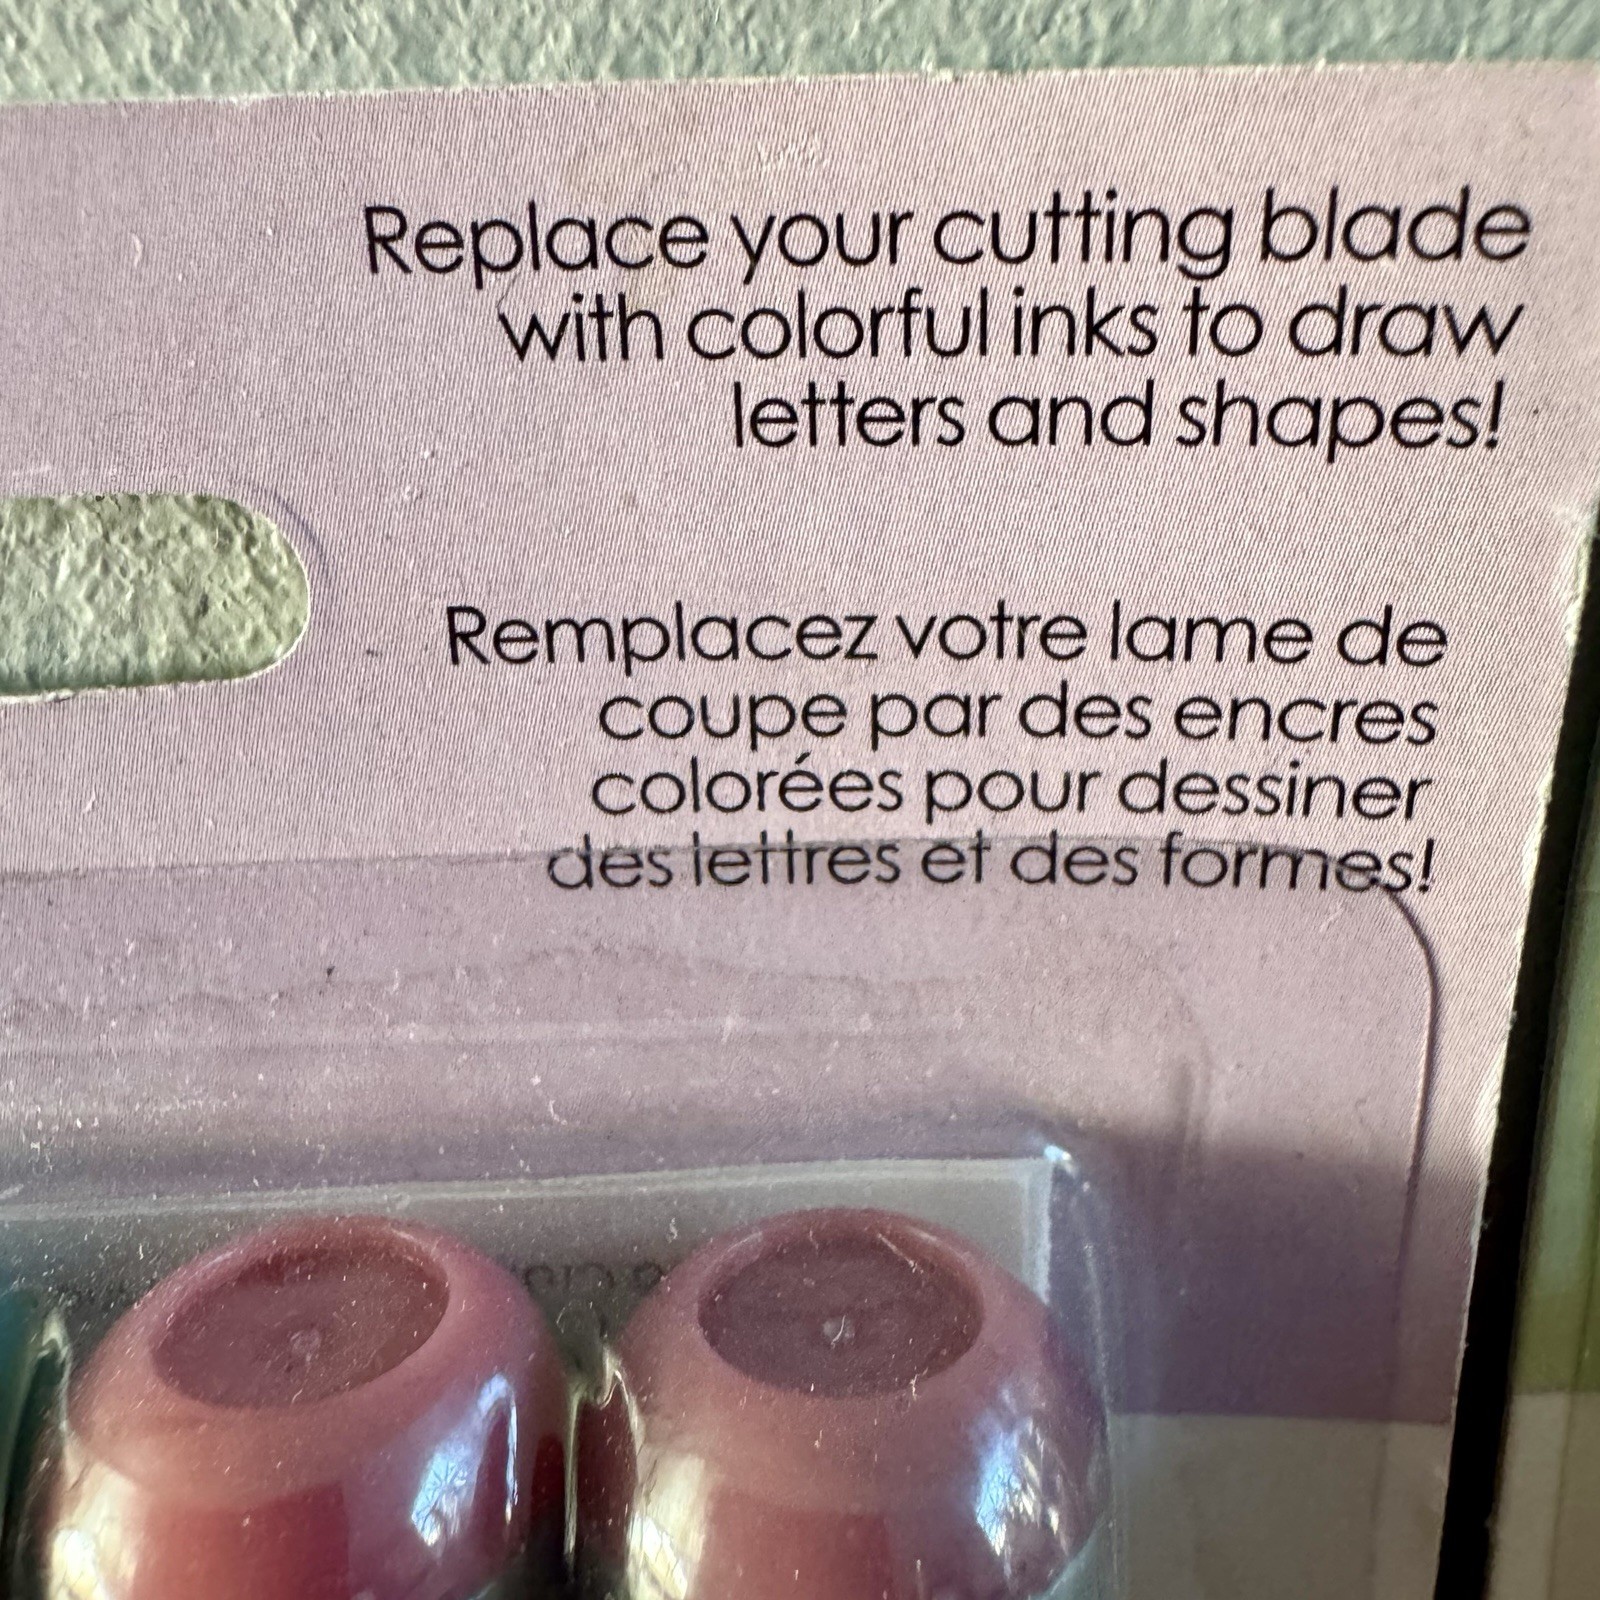 Replace your cutting blade
with colorful inks to draw
letters and shapes!
Remplacez votre lame de
coupe par des encres
colorées pour dessiner
des lettres et des formes!